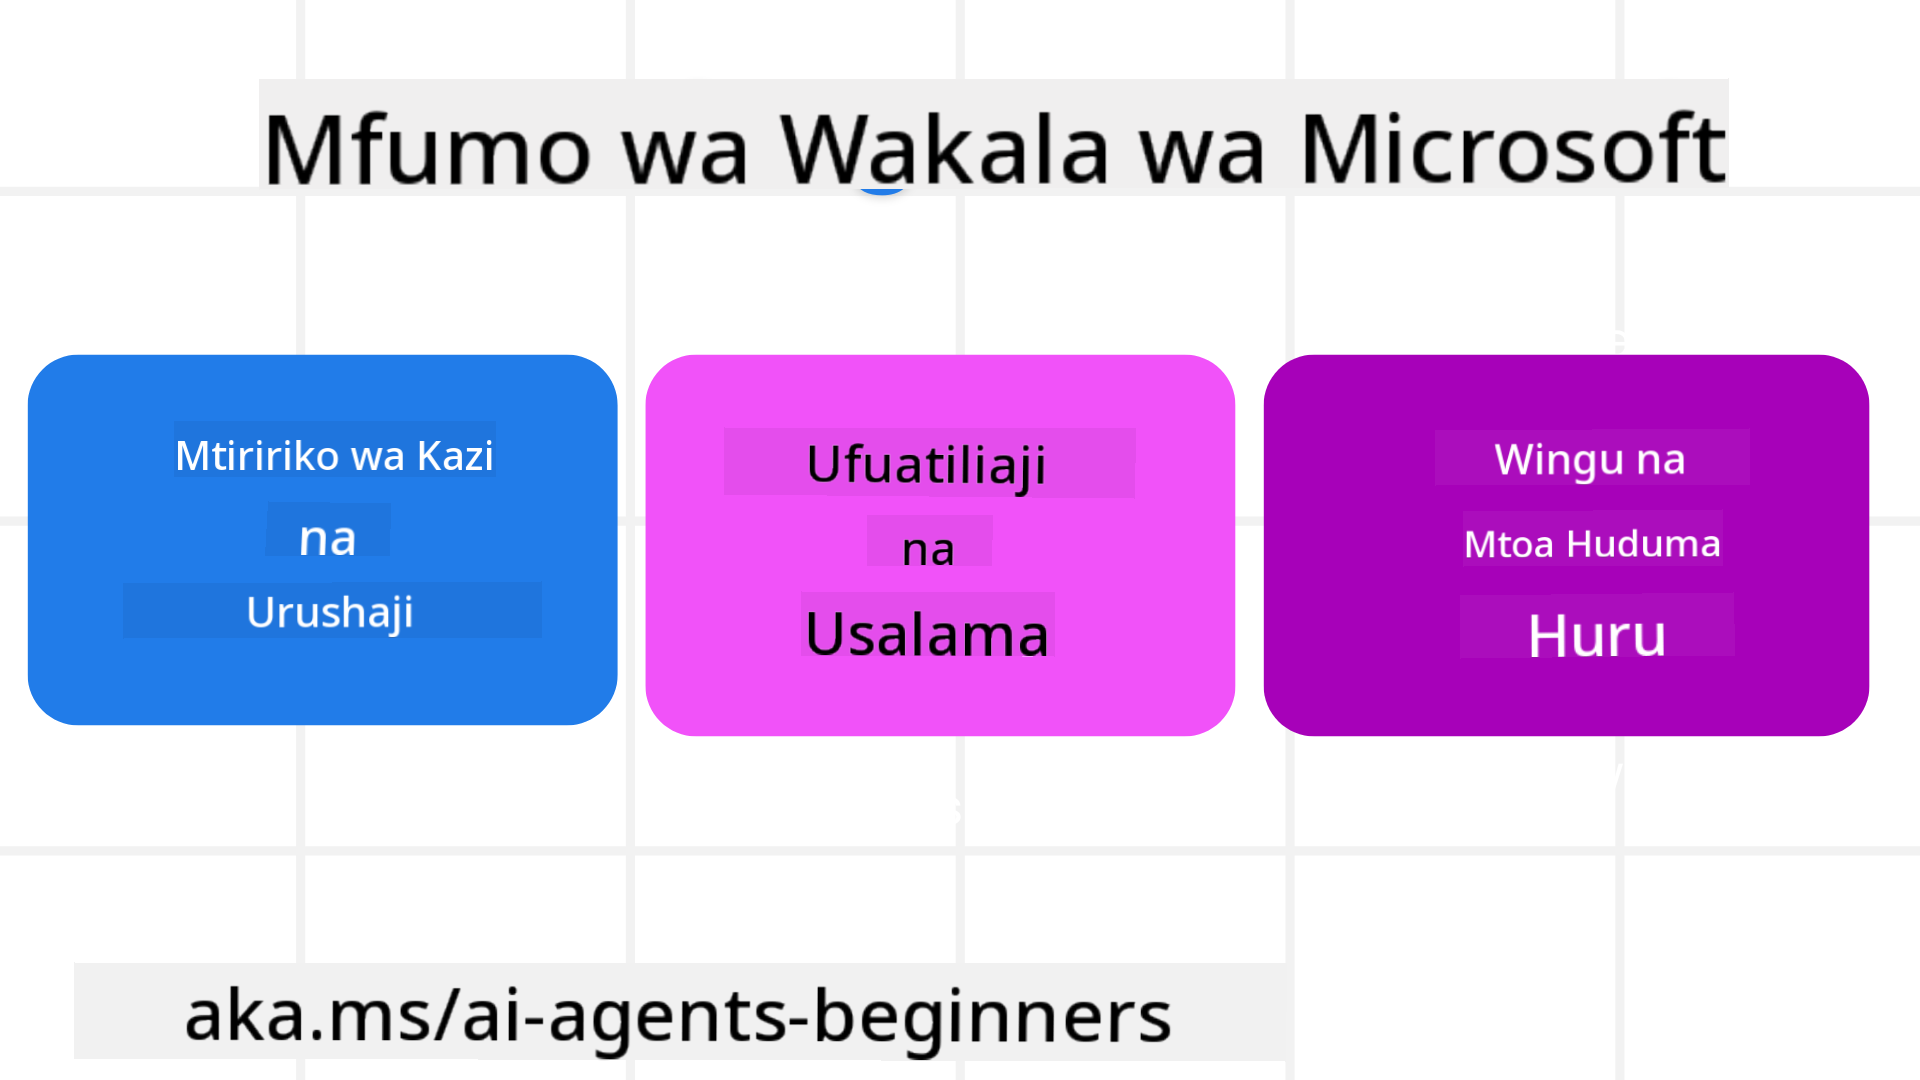 Mfumo wa Wakala wa Microsoft
Mtiririko wa Kazi
na
Urushaji
Ufuatiliaji
na
Usalama
Wingu na
Mtoa Huduma
Huru
aka.ms/ai-agents-beginners